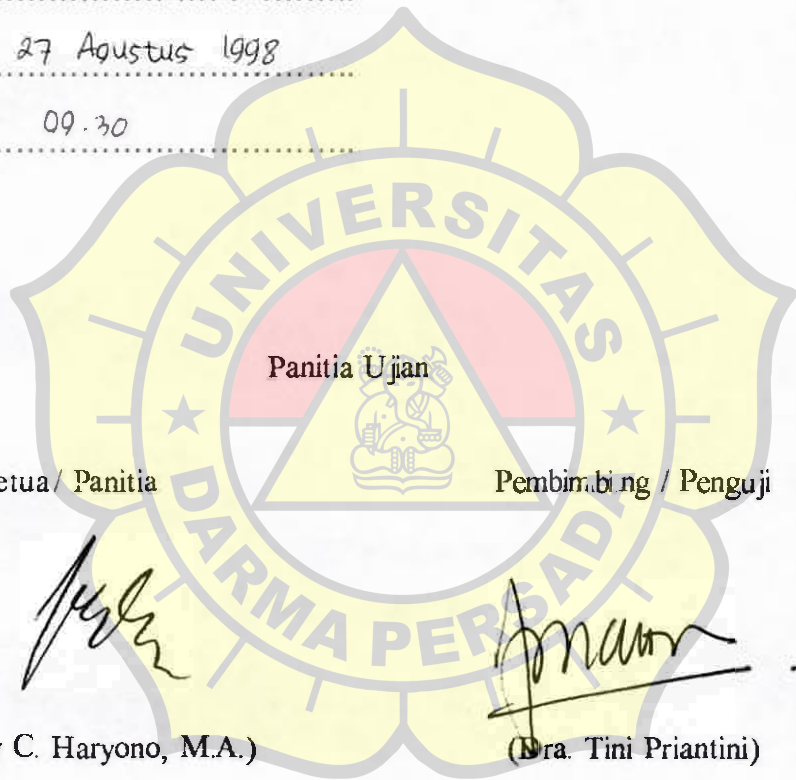 27 Agustus 1998
09.30
UNIVERSITAS
DARMA PERSADA
Panitia Ujian
etua/ Panitia Pembimbing / Penguji
C. Haryono, M.A.) (Dra. Tini Priantini)